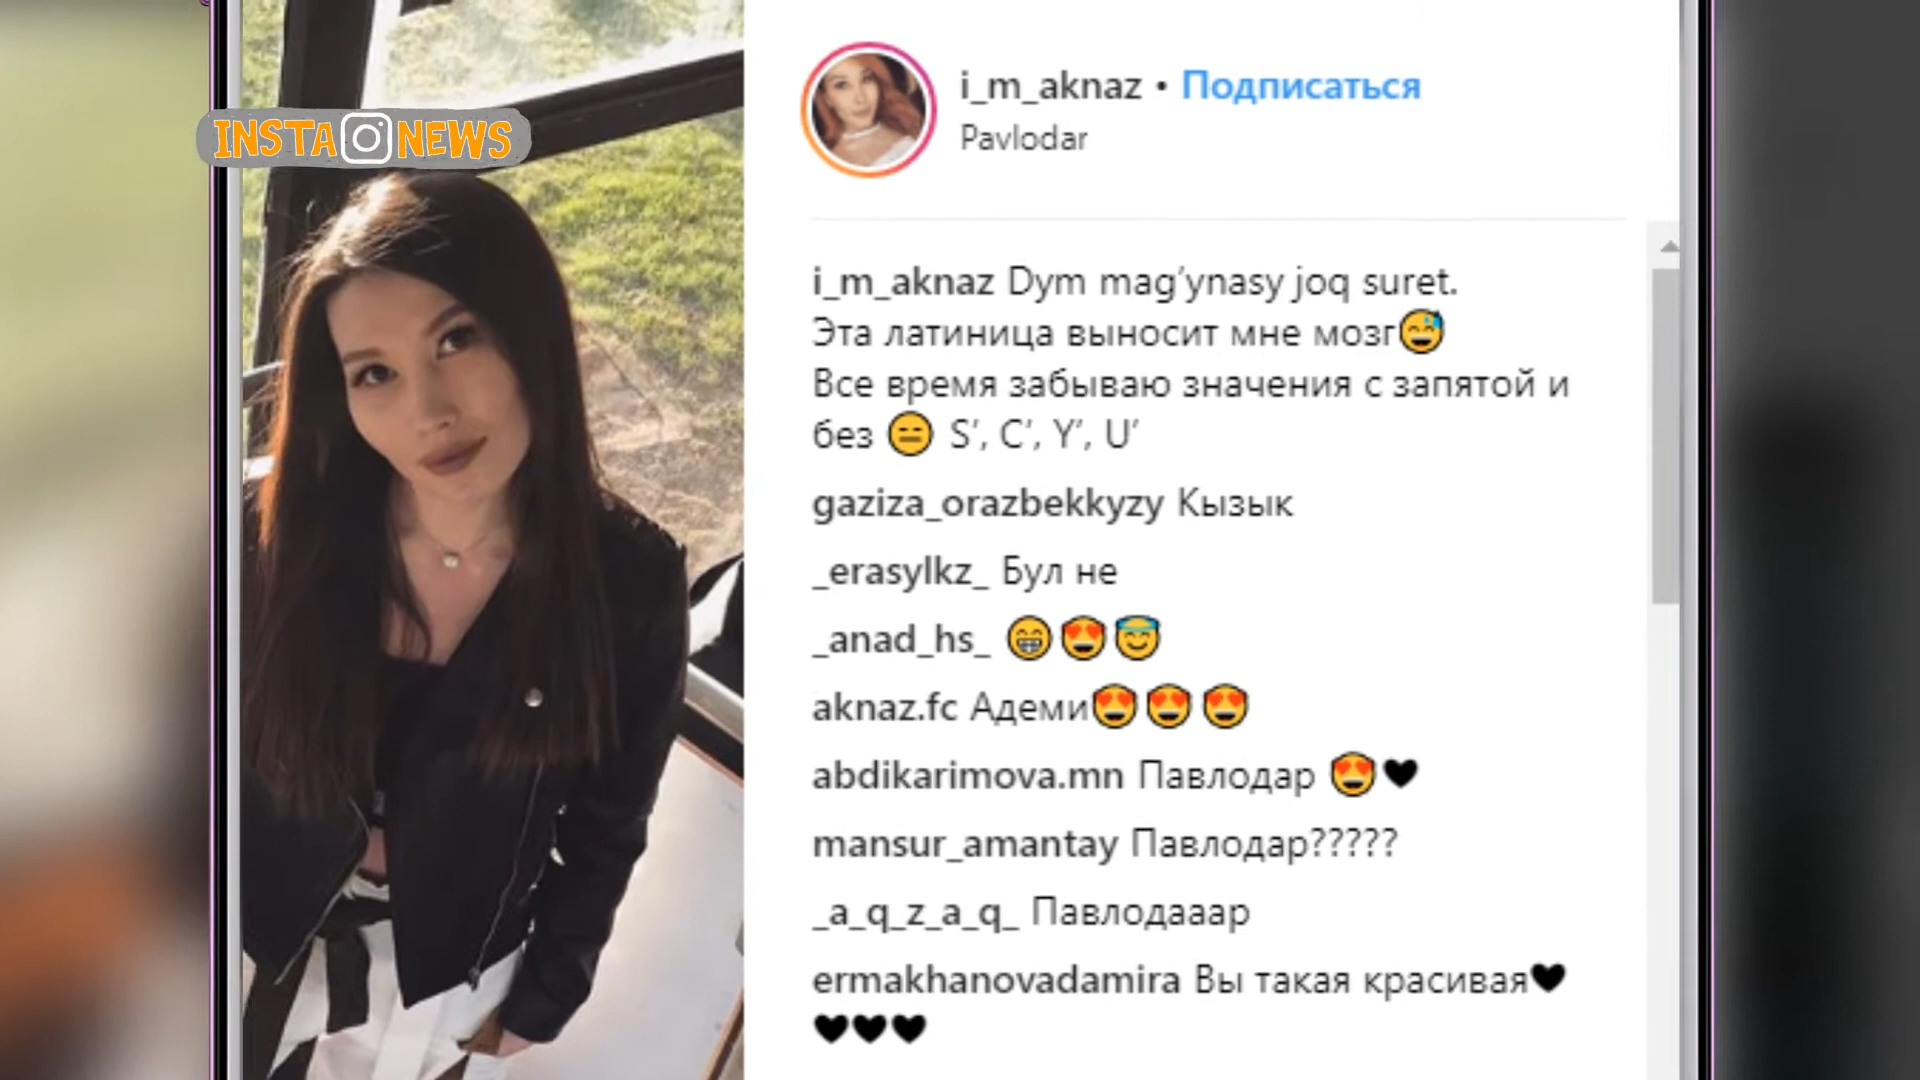 INSTA NEWS
i_m_aknaz • Подписаться
Pavlodar
i_m_aknaz Dym mag’ynasy joq suret.
Эта латиница выносит мне мозг😅
Все время забываю значения с запятой и
без 😑 S’, C’, Y’, U’
gaziza_orazbekkyzy Кызык
_erasylkz_ Бул не
_anad_hs_ 😁😍😇
aknaz.fc Адеми😍😍😍
abdikarimova.mn Павлодар 😍🖤
mansur_amantay Павлодар?????
_a_q_z_a_q_ Павлодааар
ermakhanovadamira Вы такая красивая🖤
🖤🖤🖤